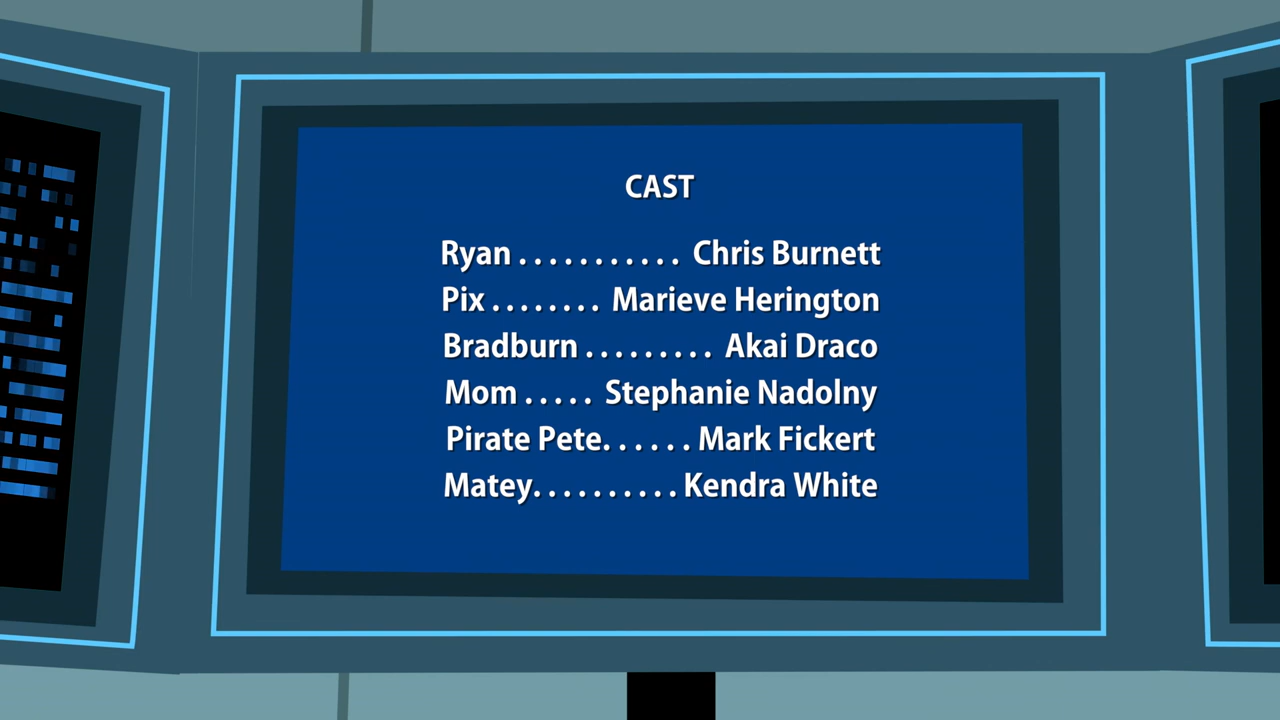 CAST
Ryan . . . . . . . . . . . Chris Burnett
Pix . . . . . . . . Marieve Herington
Bradburn . . . . . . . . . Akai Draco
Mom . . . . . Stephanie Nadolny
Pirate Pete. . . . . . Mark Fickert
Matey. . . . . . . . . . Kendra White